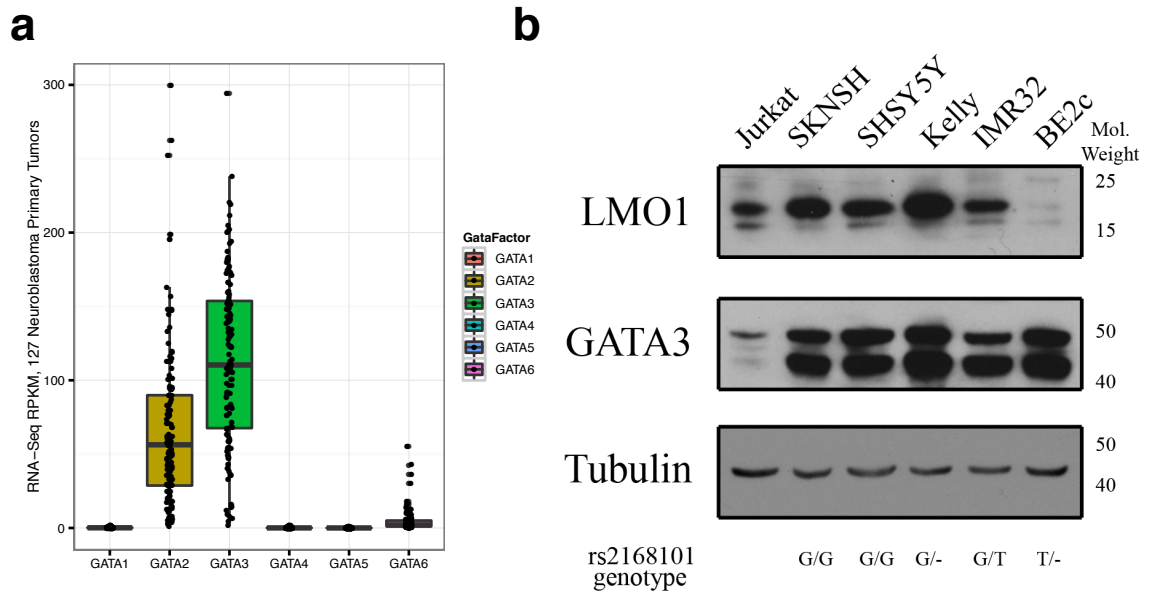 a
RNA-Seq RPKM, 127 Neuroblastoma Primary Tumors
300
200
100
0
GATA1 GATA2 GATA3 GATA4 GATA5 GATA6
GataFactor
GATA1
GATA2
GATA3
GATA4
GATA5
GATA6
b
Jurkat SKNSH SHSY5Y Kelly IMR32 BE2c
Mol.
Weight
LMO1
25
15
GATA3
50
40
Tubulin
50
40
rs2168101
genotype
G/G G/G G/- G/T T/-